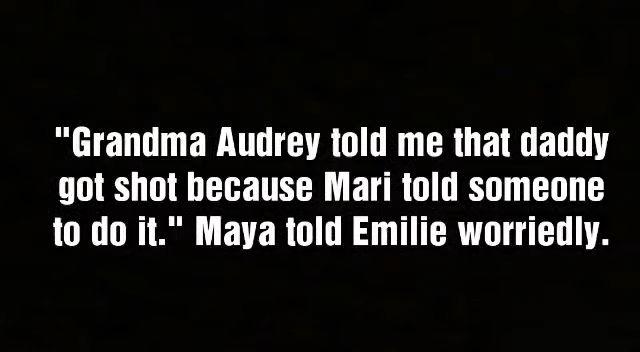 "Grandma Audrey told me that daddy
got shot because Mari told someone
to do it." Maya told Emilie worriedly.